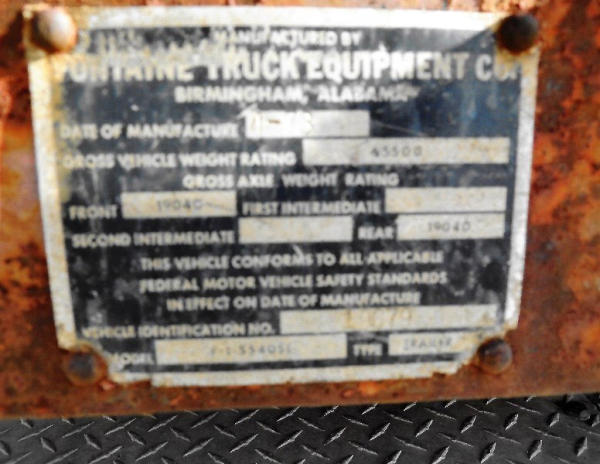 MANUFACTURED BY
FONTAINE TRUCK EQUIPMENT CO.
BIRMINGHAM, ALABAMA
DATE OF MANUFACTURE
GROSS VEHICLE WEIGHT RATING 45500
GROSS AXLE WEIGHT RATING
FRONT 19040 FIRST INTERMEDIATE
SECOND INTERMEDIATE REAR 19040
THIS VEHICLE CONFORMS TO ALL APPLICABLE
FEDERAL MOTOR VEHICLE SAFETY STANDARDS
IN EFFECT ON DATE OF MANUFACTURE
VEHICLE IDENTIFICATION NO.
MODEL TYPE TRAILER